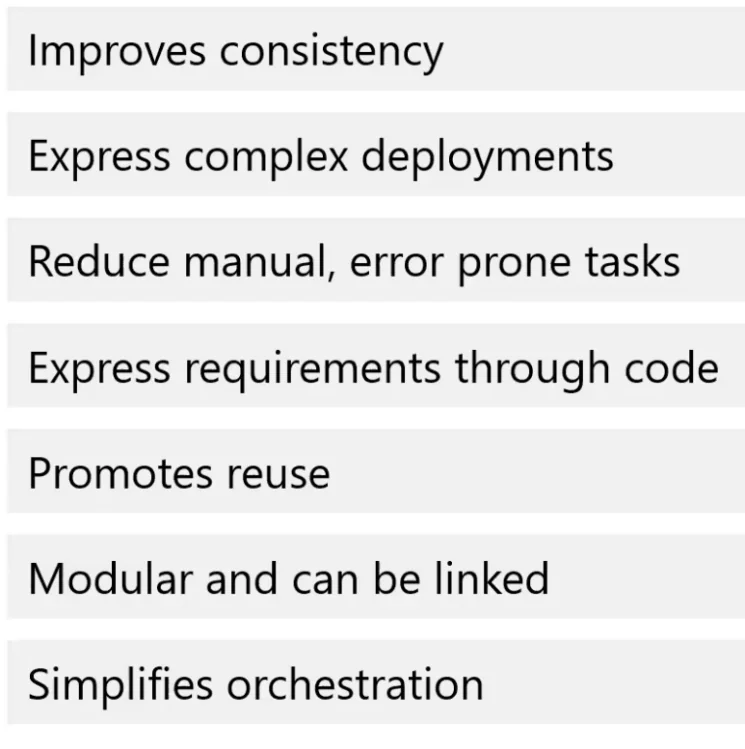 Improves consistency
Express complex deployments
Reduce manual, error prone tasks
Express requirements through code
Promotes reuse
Modular and can be linked
Simplifies orchestration